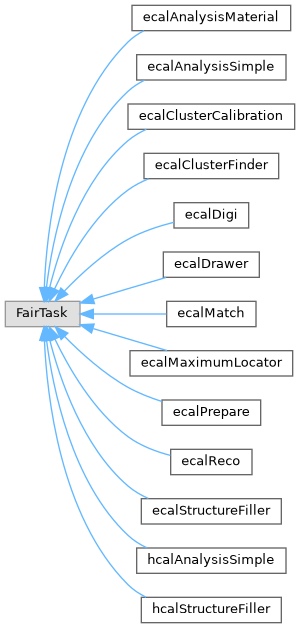 ecalAnalysisMaterial
ecalAnalysisSimple
ecalClusterCalibration
ecalClusterFinder
ecalDigi
ecalDrawer
FairTask
ecalMatch
ecalMaximumLocator
ecalPrepare
ecalReco
ecalStructureFiller
hcalAnalysisSimple
hcalStructureFiller